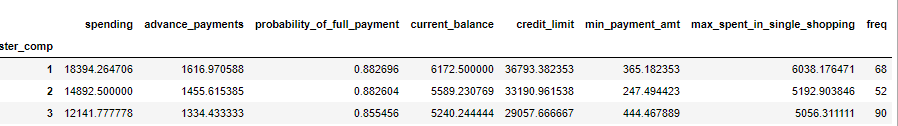 spending advance_payments probability_of_full_payment current_balance credit_limit min_payment_amt max_spent_in_single_shopping freq
ster_comp
1 18394.264706 1616.970588 0.882696 6172.500000 36793.382353 365.182353 6038.176471 68
2 14892.500000 1455.615385 0.882604 5589.230769 33190.961538 247.494423 5192.903846 52
3 12141.777778 1334.433333 0.855456 5240.244444 29057.666667 444.467889 5056.311111 90